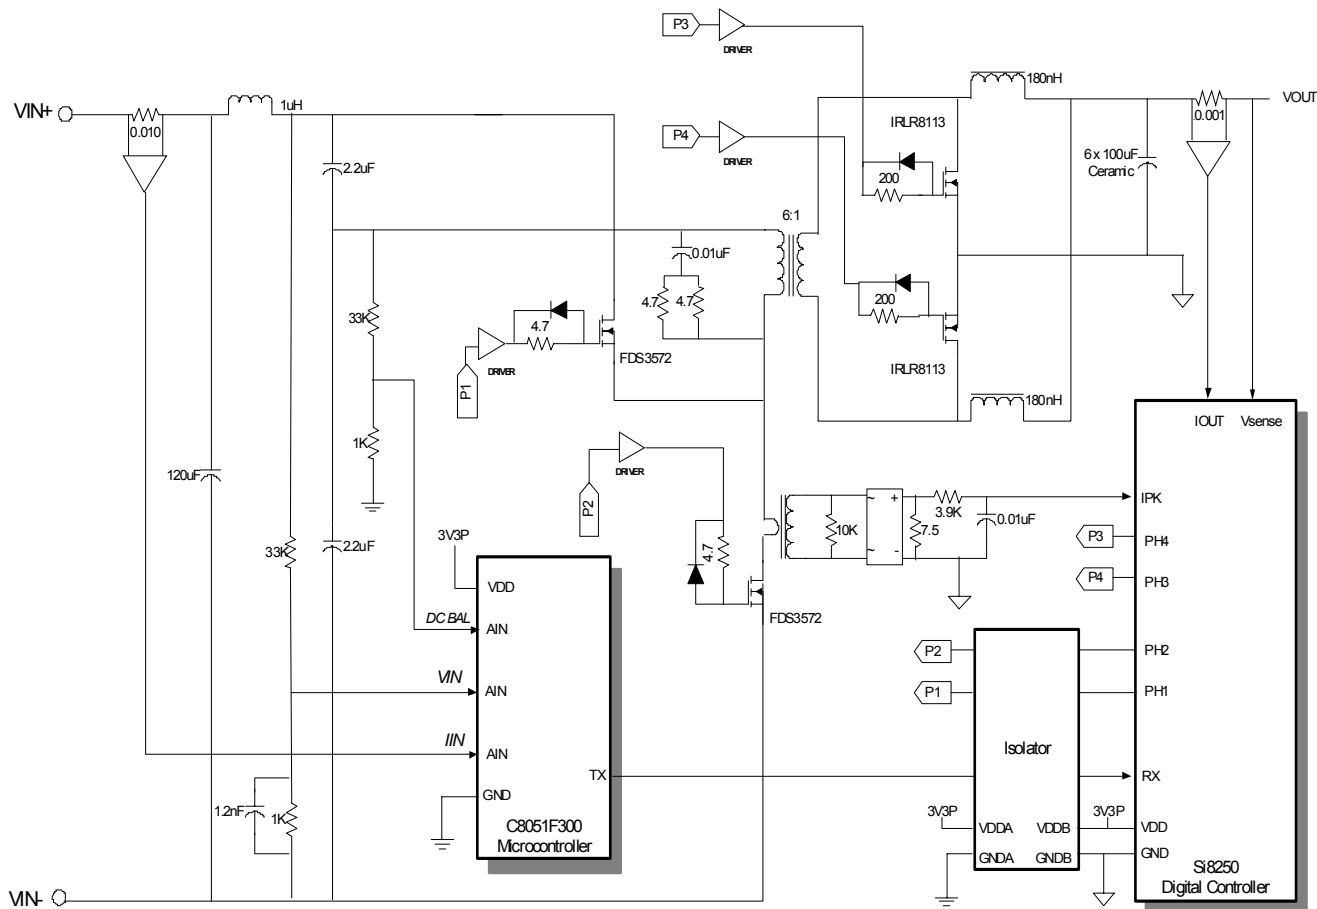 P3
DRIVER
180nH
VIN+
1uH
VOUT
0.010
0.001
IRLR8113
P4
DRIVER
6 x 100uF
Ceramic
2.2uF
200
6:1
0.01uF
200
4.7
4.7
33K
4.7
FDS3572
DRIVER
IRLR8113
P1
180nH
IOUT
Vsense
1K
DRIVER
P2
120uF
IPK
3.9K
0.01uF
10K
7.5
3V3P
P3
PH4
33K
2.2uF
4.7
P4
PH3
VDD
FDS3572
DC BAL
AIN
P2
PH2
VIN
AIN
P1
PH1
IIN
AIN
Isolator
TX
RX
GND
1.2nF
1K
3V3P
3V3P
C8051F300
Microcontroller
VDDA
VDDB
VDD
GNDA
GNDB
GND
Si8250
Digital Controller
VIN-